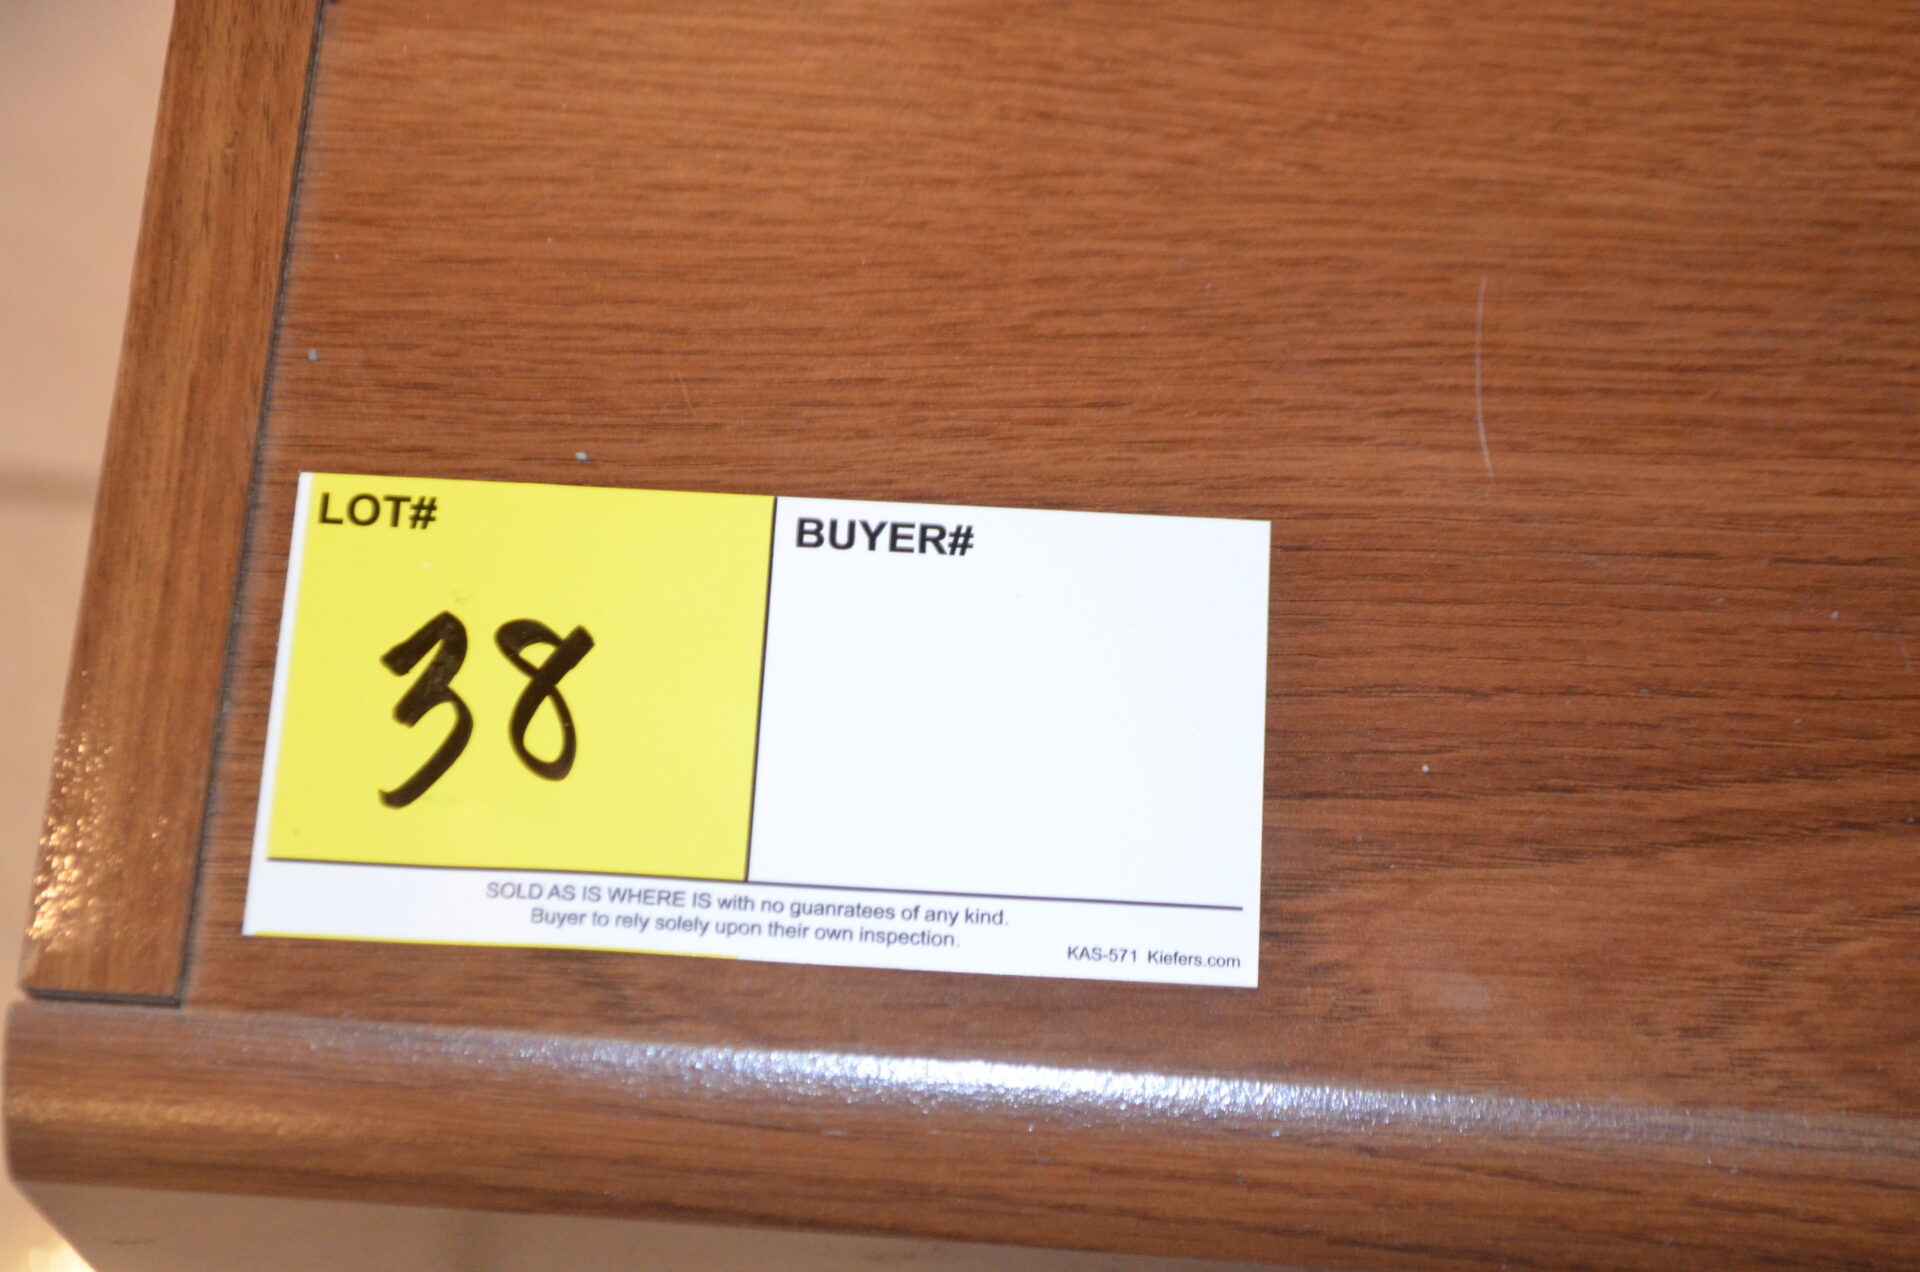 LOT#
38
BUYER#
SOLD AS IS WHERE IS with no guanratees of any kind.
Buyer to rely solely upon their own inspection.
KAS-571 Kiefers.com